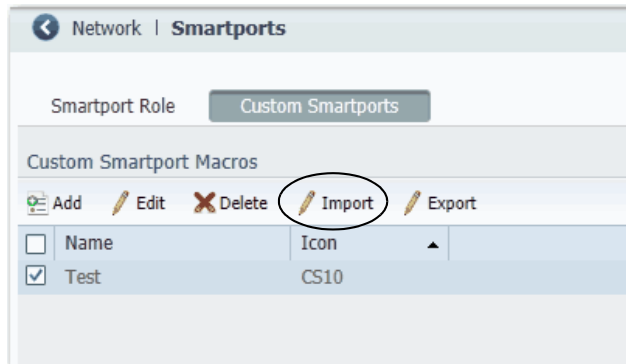 Network | Smartports
Smartport Role Custom Smartports
Custom Smartport Macros
Add Edit Delete Import Export
Name Icon
Test CS10